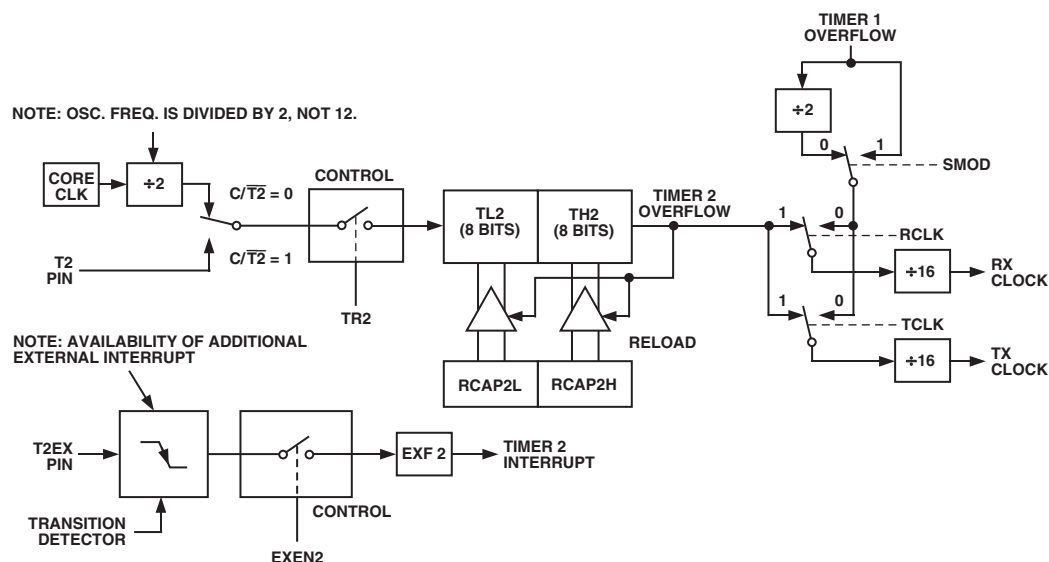 TIMER 1
OVERFLOW
NOTE: OSC. FREQ. IS DIVIDED BY 2, NOT 12.
÷2
0
1
SMOD
CORE
CLK
÷2
C/T2̅ = 0
CONTROL
TL2
(8 BITS)
TH2
(8 BITS)
TIMER 2
OVERFLOW
1
0
RCLK
T2
PIN
C/T2̅ = 1
÷16
RX
CLOCK
TR2
1
0
TCLK
RELOAD
NOTE: AVAILABILITY OF ADDITIONAL
EXTERNAL INTERRUPT
RCAP2L
RCAP2H
÷16
TX
CLOCK
T2EX
PIN
EXF 2
TIMER 2
INTERRUPT
CONTROL
TRANSITION
DETECTOR
EXEN2